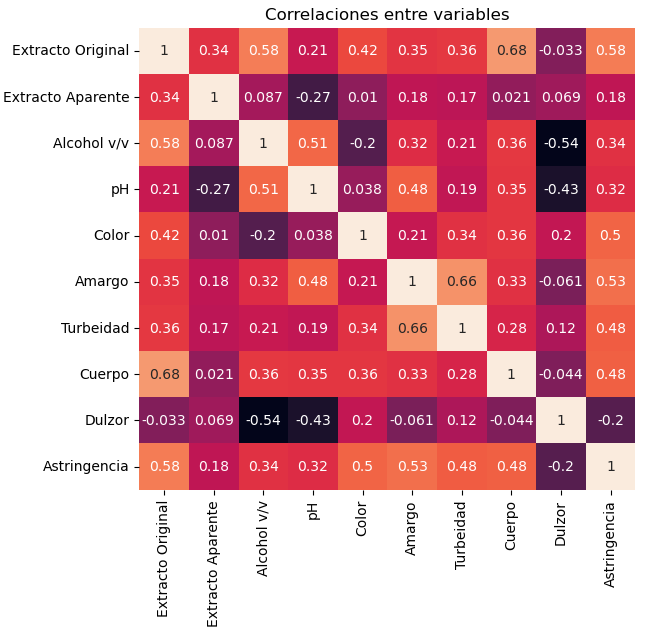 Correlaciones entre variables
Extracto Original 1 0.34 0.58 0.21 0.42 0.35 0.36 0.68 -0.033 0.58
Extracto Aparente 0.34 1 0.087 -0.27 0.01 0.18 0.17 0.021 0.069 0.18
Alcohol v/v 0.58 0.087 1 0.51 -0.2 0.32 0.21 0.36 -0.54 0.34
pH 0.21 -0.27 0.51 1 0.038 0.48 0.19 0.35 -0.43 0.32
Color 0.42 0.01 -0.2 0.038 1 0.21 0.34 0.36 0.2 0.5
Amargo 0.35 0.18 0.32 0.48 0.21 1 0.66 0.33 -0.061 0.53
Turbeidad 0.36 0.17 0.21 0.19 0.34 0.66 1 0.28 0.12 0.48
Cuerpo 0.68 0.021 0.36 0.35 0.36 0.33 0.28 1 -0.044 0.48
Dulzor -0.033 0.069 -0.54 -0.43 0.2 -0.061 0.12 -0.044 1 -0.2
Astringencia 0.58 0.18 0.34 0.32 0.5 0.53 0.48 0.48 -0.2 1
Extracto Original
Extracto Aparente
Alcohol v/v
pH
Color
Amargo
Turbeidad
Cuerpo
Dulzor
Astringencia